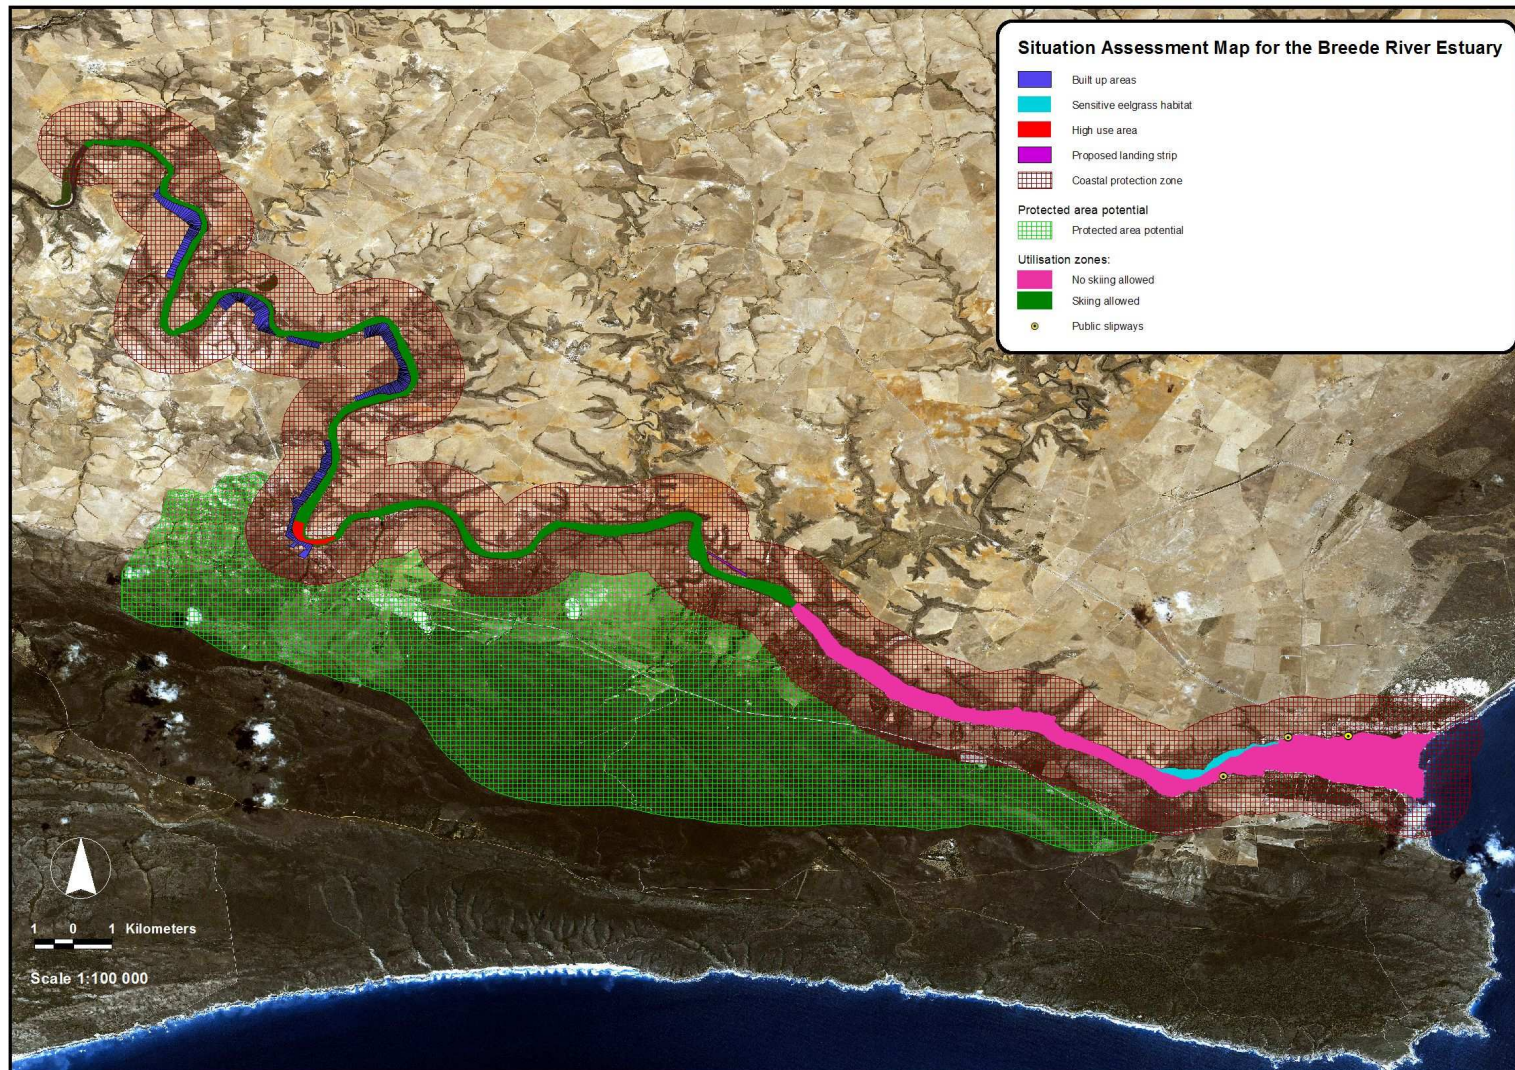 Situation Assessment Map for the Breede River Estuary
Built up areas
Sensitive eelgrass habitat
High use area
Proposed landing strip
Coastal protection zone
Protected area potential
Protected area potential
Utilisation zones:
No skiing allowed
Skiing allowed
Public slipways
1 0 1 Kilometers
Scale 1:100 000